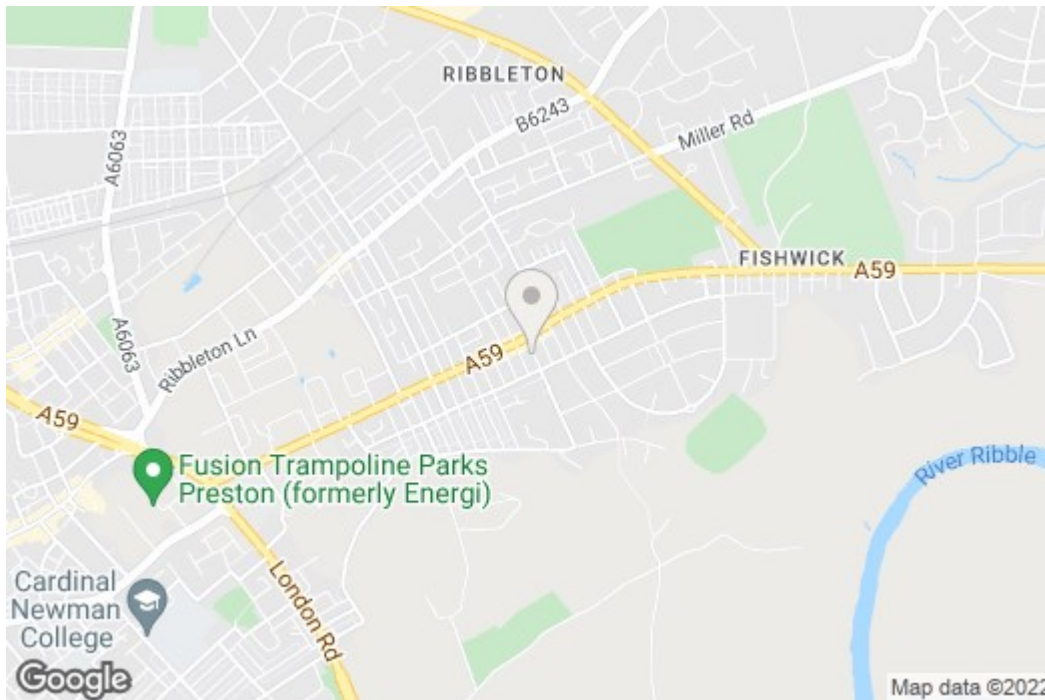 RIBBLETON
B6243
A6063
Miller Rd
FISHWICK
A59
A6063
Ribbleton Ln
A59
A59
River Ribble
Fusion Trampoline Parks
Preston (formerly Energi)
London Rd
Cardinal
Newman
College
Google
Map data ©2022